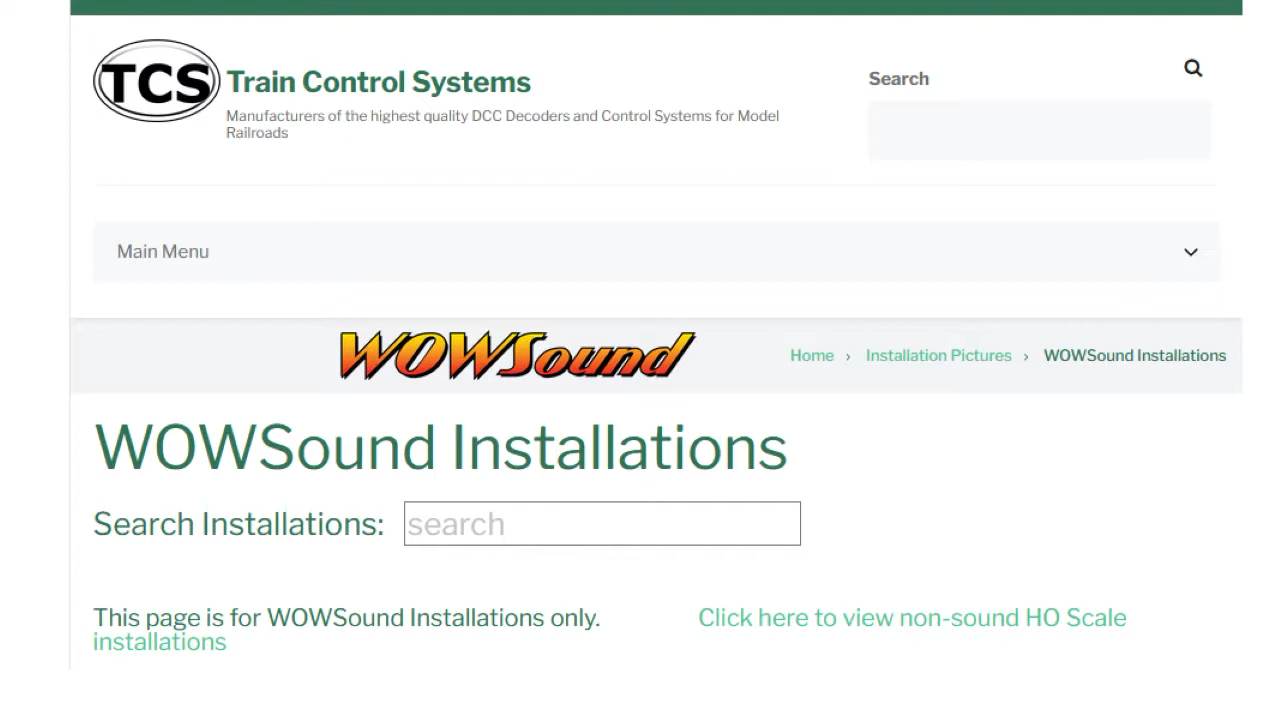 TCS
Train Control Systems
Manufacturers of the highest quality DCC Decoders and Control Systems for Model
Railroads
Search
Main Menu
WOWSound
Home › Installation Pictures › WOWSound Installations
WOWSound Installations
Search Installations: search
This page is for WOWSound Installations only. Click here to view non-sound HO Scale
installations